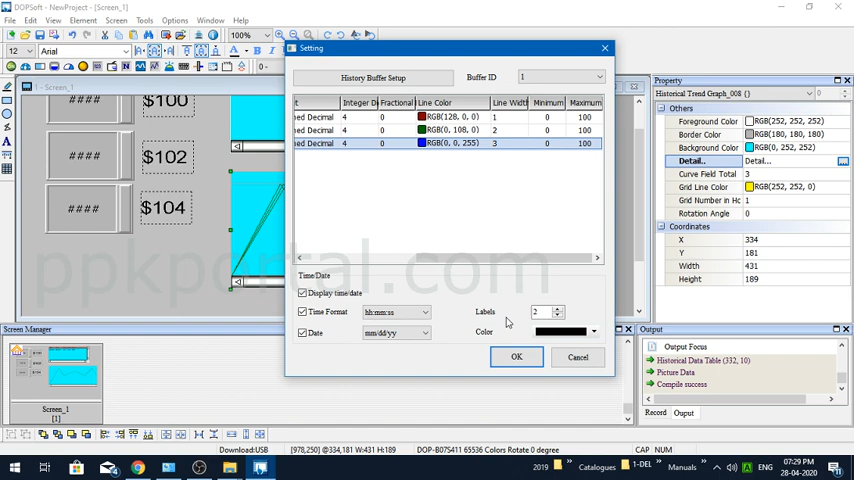 DOPSoft - NewProject - [Screen_1]
File Edit View Element Screen Tools Options Window Help
100%
12 Arial
0 -
1 - Screen_1
####
$100
####
$102
####
$104
Setting
History Buffer Setup
Buffer ID
1
Fractional Line Color Line Width Minimum Maximum
ned Decimal 4 0 RGB(128, 0, 0) 1 0 100
ned Decimal 4 0 RGB(0, 108, 0) 2 0 100
ned Decimal 4 0 RGB(0, 0, 255) 3 0 100
Time/Date
Display time/date
Time Format hh:mm:ss
Labels 2
Date mm/dd/yy
Color
OK
Cancel
ppkportal.com
Property
Historical Trend Graph_008 {} 0
Others
Foreground Color RGB(252, 252, 252)
Border Color RGB(180, 180, 180)
Background Color RGB(0, 252, 252)
Detail.. Detail...
Curve Field Total 3
Grid Line Color RGB(252, 252, 0)
Grid Number in Hc 1
Rotation Angle 0
Coordinates
X 334
Y 181
Width 431
Height 189
Screen Manager
Screen_1
[1]
Output
Output Focus
Historical Data Table (332, 10)
Picture Data
Compile success
Record Ouput
Download:USB [978,250] @334,181 W:431 H:189 DOP-B07S411 65536 Colors Rotate 0 degree CAP NUM
2019 Catalogues 1-DEL Manuals ENG 07:29 PM
28-04-2020